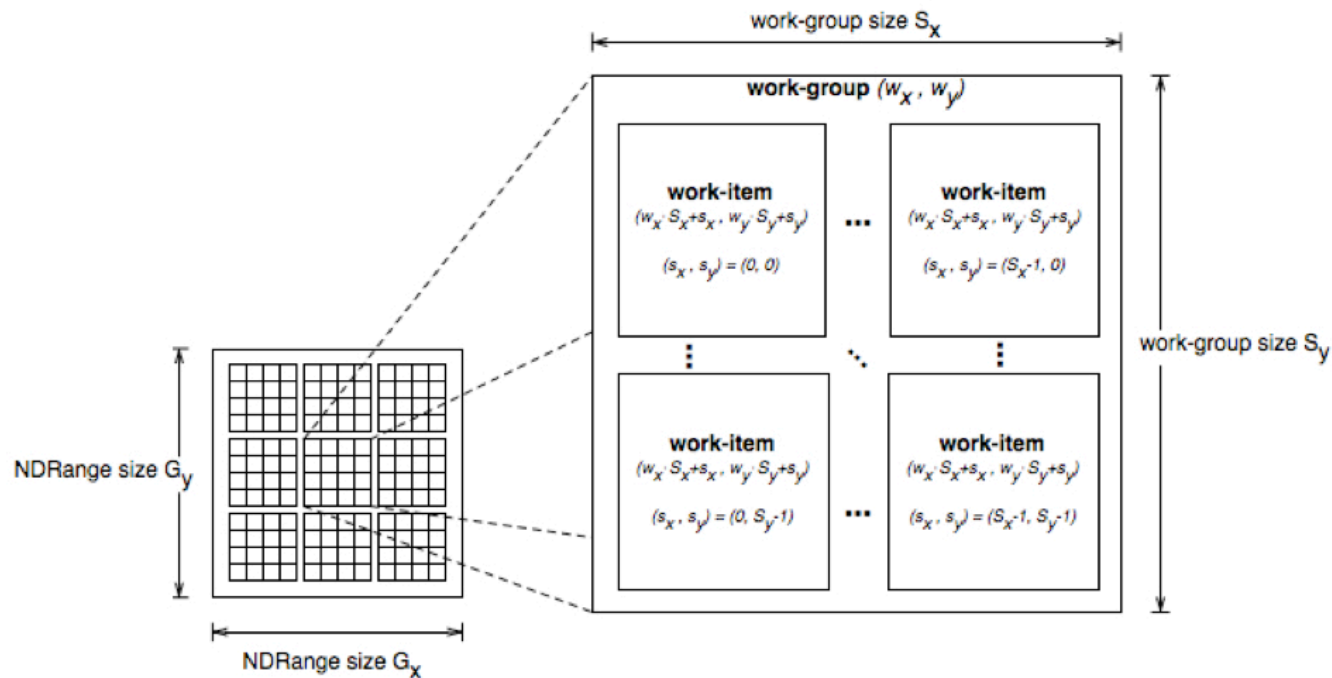 work-group size Sx
work-group (wx , wy)
work-item
(wx· Sx+sx , wy· Sy+sy)
(sx , sy) = (0, 0)
...
work-item
(wx· Sx+sx , wy· Sy+sy)
(sx , sy) = (Sx-1, 0)
work-group size Sy
work-item
(wx· Sx+sx , wy· Sy+sy)
(sx , sy) = (0, Sy-1)
...
work-item
(wx· Sx+sx , wy· Sy+sy)
(sx , sy) = (Sx-1, Sy-1)
NDRange size Gy
NDRange size Gx